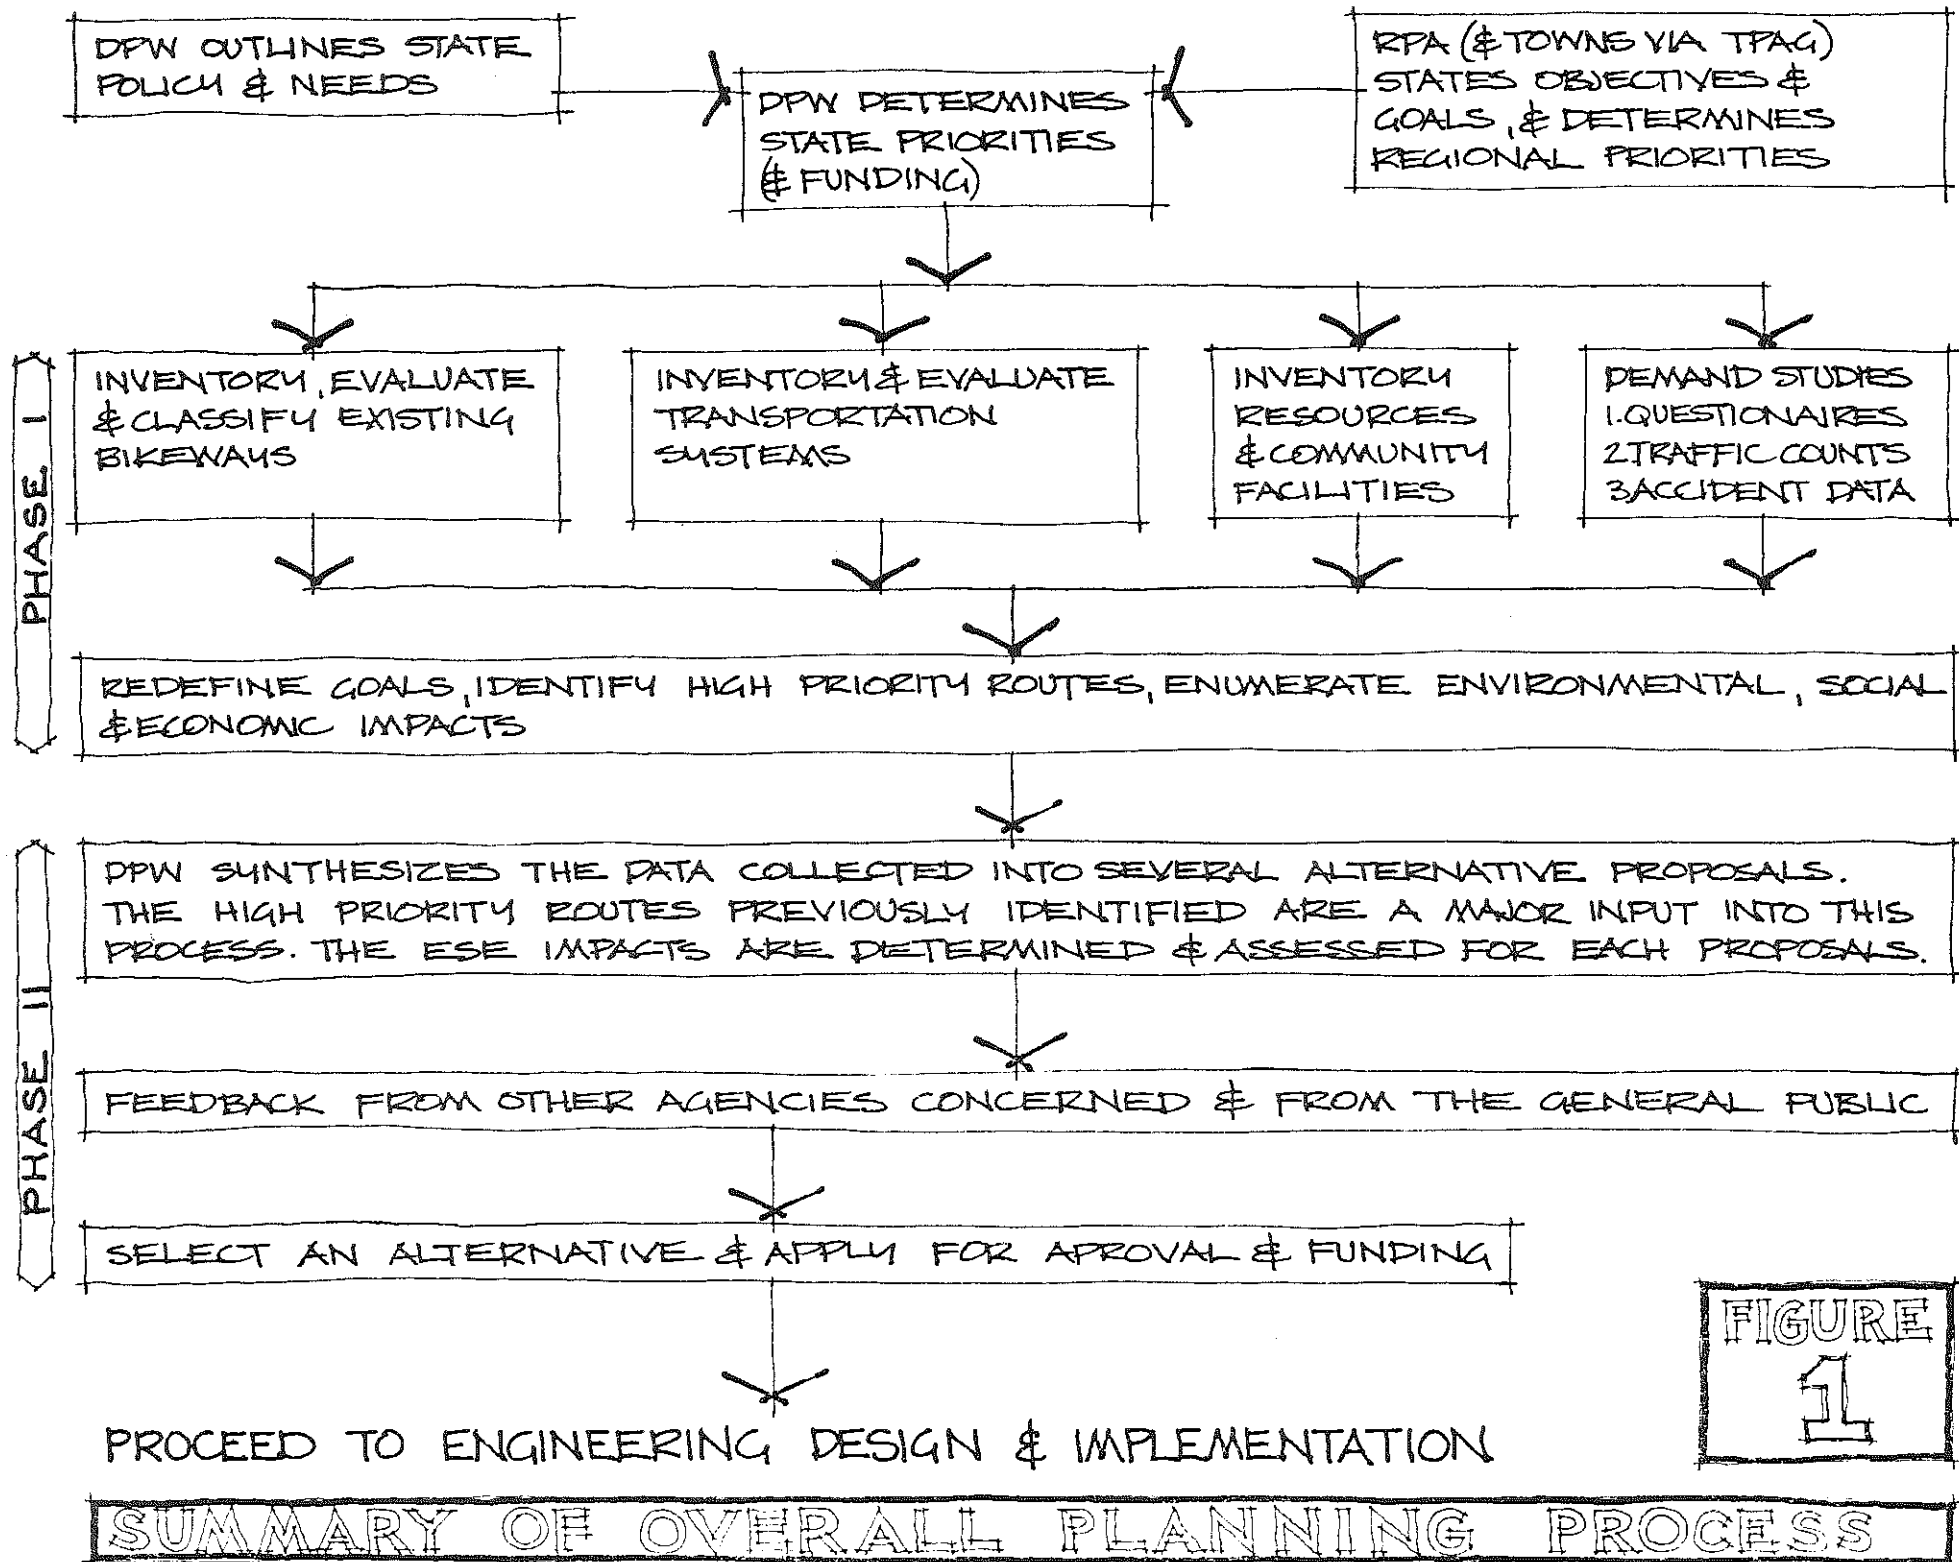 DPW OUTLINES STATE
POLICY & NEEDS
DPW DETERMINES
STATE PRIORITIES
(& FUNDING)
RPA (& TOWNS VIA TPAG)
STATES OBJECTIVES &
GOALS, & DETERMINES
REGIONAL PRIORITIES
PHASE I
INVENTORY, EVALUATE
& CLASSIFY EXISTING
BIKEWAYS
INVENTORY & EVALUATE
TRANSPORTATION
SYSTEMS
INVENTORY
RESOURCES
& COMMUNITY
FACILITIES
DEMAND STUDIES
1. QUESTIONAIRES
2. TRAFFIC COUNTS
3 ACCIDENT DATA
REDEFINE GOALS, IDENTIFY HIGH PRIORITY ROUTES, ENUMERATE ENVIRONMENTAL, SOCIAL
& ECONOMIC IMPACTS
PHASE II
DPW SYNTHESIZES THE DATA COLLECTED INTO SEVERAL ALTERNATIVE PROPOSALS.
THE HIGH PRIORITY ROUTES PREVIOUSLY IDENTIFIED ARE A MAJOR INPUT INTO THIS
PROCESS. THE ESE IMPACTS ARE DETERMINED & ASSESSED FOR EACH PROPOSALS.
FEEDBACK FROM OTHER AGENCIES CONCERNED & FROM THE GENERAL PUBLIC
SELECT AN ALTERNATIVE & APPLY FOR APROVAL & FUNDING
PROCEED TO ENGINEERING DESIGN & IMPLEMENTATION
FIGURE
1
SUMMARY OF OVERALL PLANNING PROCESS